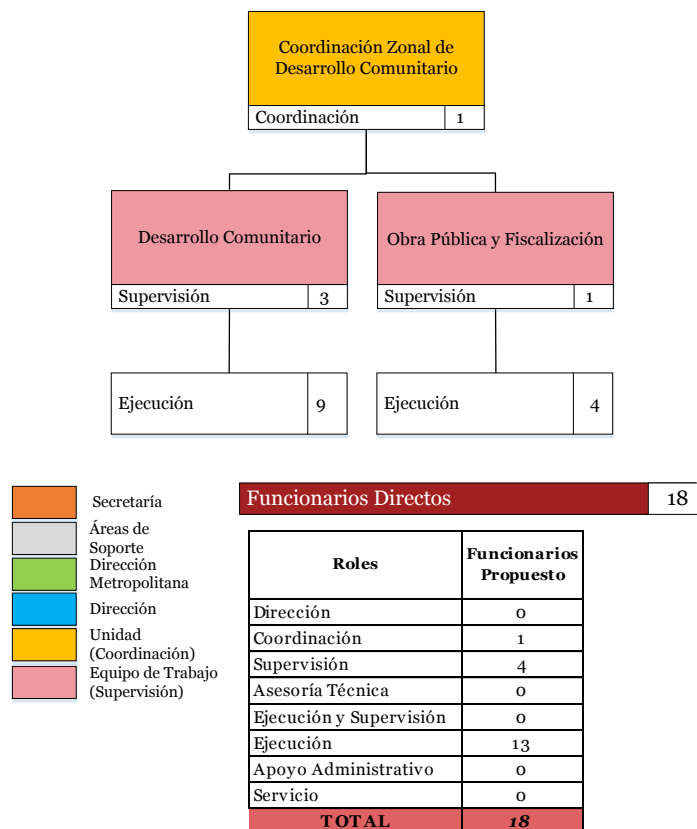 Coordinación Zonal de
Desarrollo Comunitario
Coordinación 1
Desarrollo Comunitario
Supervisión 3
Obra Pública y Fiscalización
Supervisión 1
Ejecución 9
Ejecución 4
Secretaría
Áreas de
Soporte
Dirección
Metropolitana
Dirección
Unidad
(Coordinación)
Equipo de Trabajo
(Supervisión)
Funcionarios Directos 18
Roles Funcionarios
Propuesto
Dirección 0
Coordinación 1
Supervisión 4
Asesoría Técnica 0
Ejecución y Supervisión 0
Ejecución 13
Apoyo Administrativo 0
Servicio 0
TOTAL 18